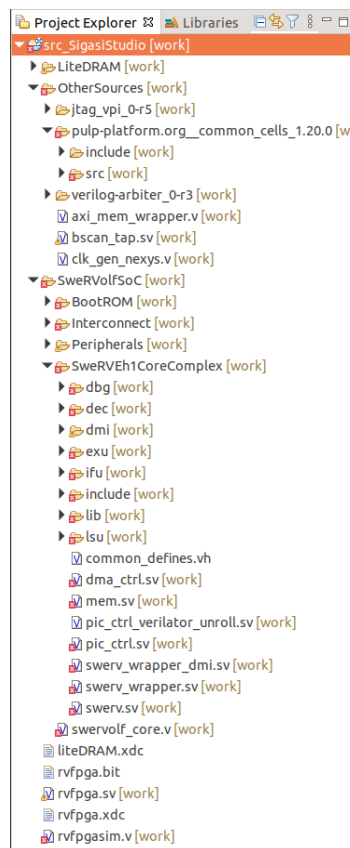 Project Explorer Libraries
src_SigasiStudio [work]
LiteDRAM [work]
OtherSources [work]
jtag_vpi_0-r5 [work]
pulp-platform.org__common_cells_1.20.0 [w
include [work]
src [work]
verilog-arbiter_0-r3 [work]
axi_mem_wrapper.v [work]
bscan_tap.sv [work]
clk_gen_nexys.v [work]
SweRVolfSoC [work]
BootROM [work]
Interconnect [work]
Peripherals [work]
SweRVEh1CoreComplex [work]
dbg [work]
dec [work]
dmi [work]
exu [work]
ifu [work]
include [work]
lib [work]
lsu [work]
common_defines.vh
dma_ctrl.sv [work]
mem.sv [work]
pic_ctrl_verilator_unroll.sv [work]
pic_ctrl.sv [work]
swerv_wrapper_dmi.sv [work]
swerv_wrapper.sv [work]
swerv.sv [work]
swervolf_core.v [work]
liteDRAM.xdc
rvfpga.bit
rvfpga.sv [work]
rvfpga.xdc
rvfpgasim.v [work]